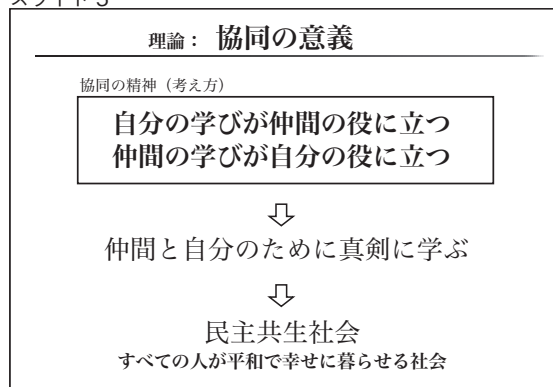 スライド 3
理論： 協同の意義
協同の精神（考え方）
自分の学びが仲間の役に立つ
仲間の学びが自分の役に立つ
仲間と自分のために真剣に学ぶ
民主共生社会
すべての人が平和で幸せに暮らせる社会